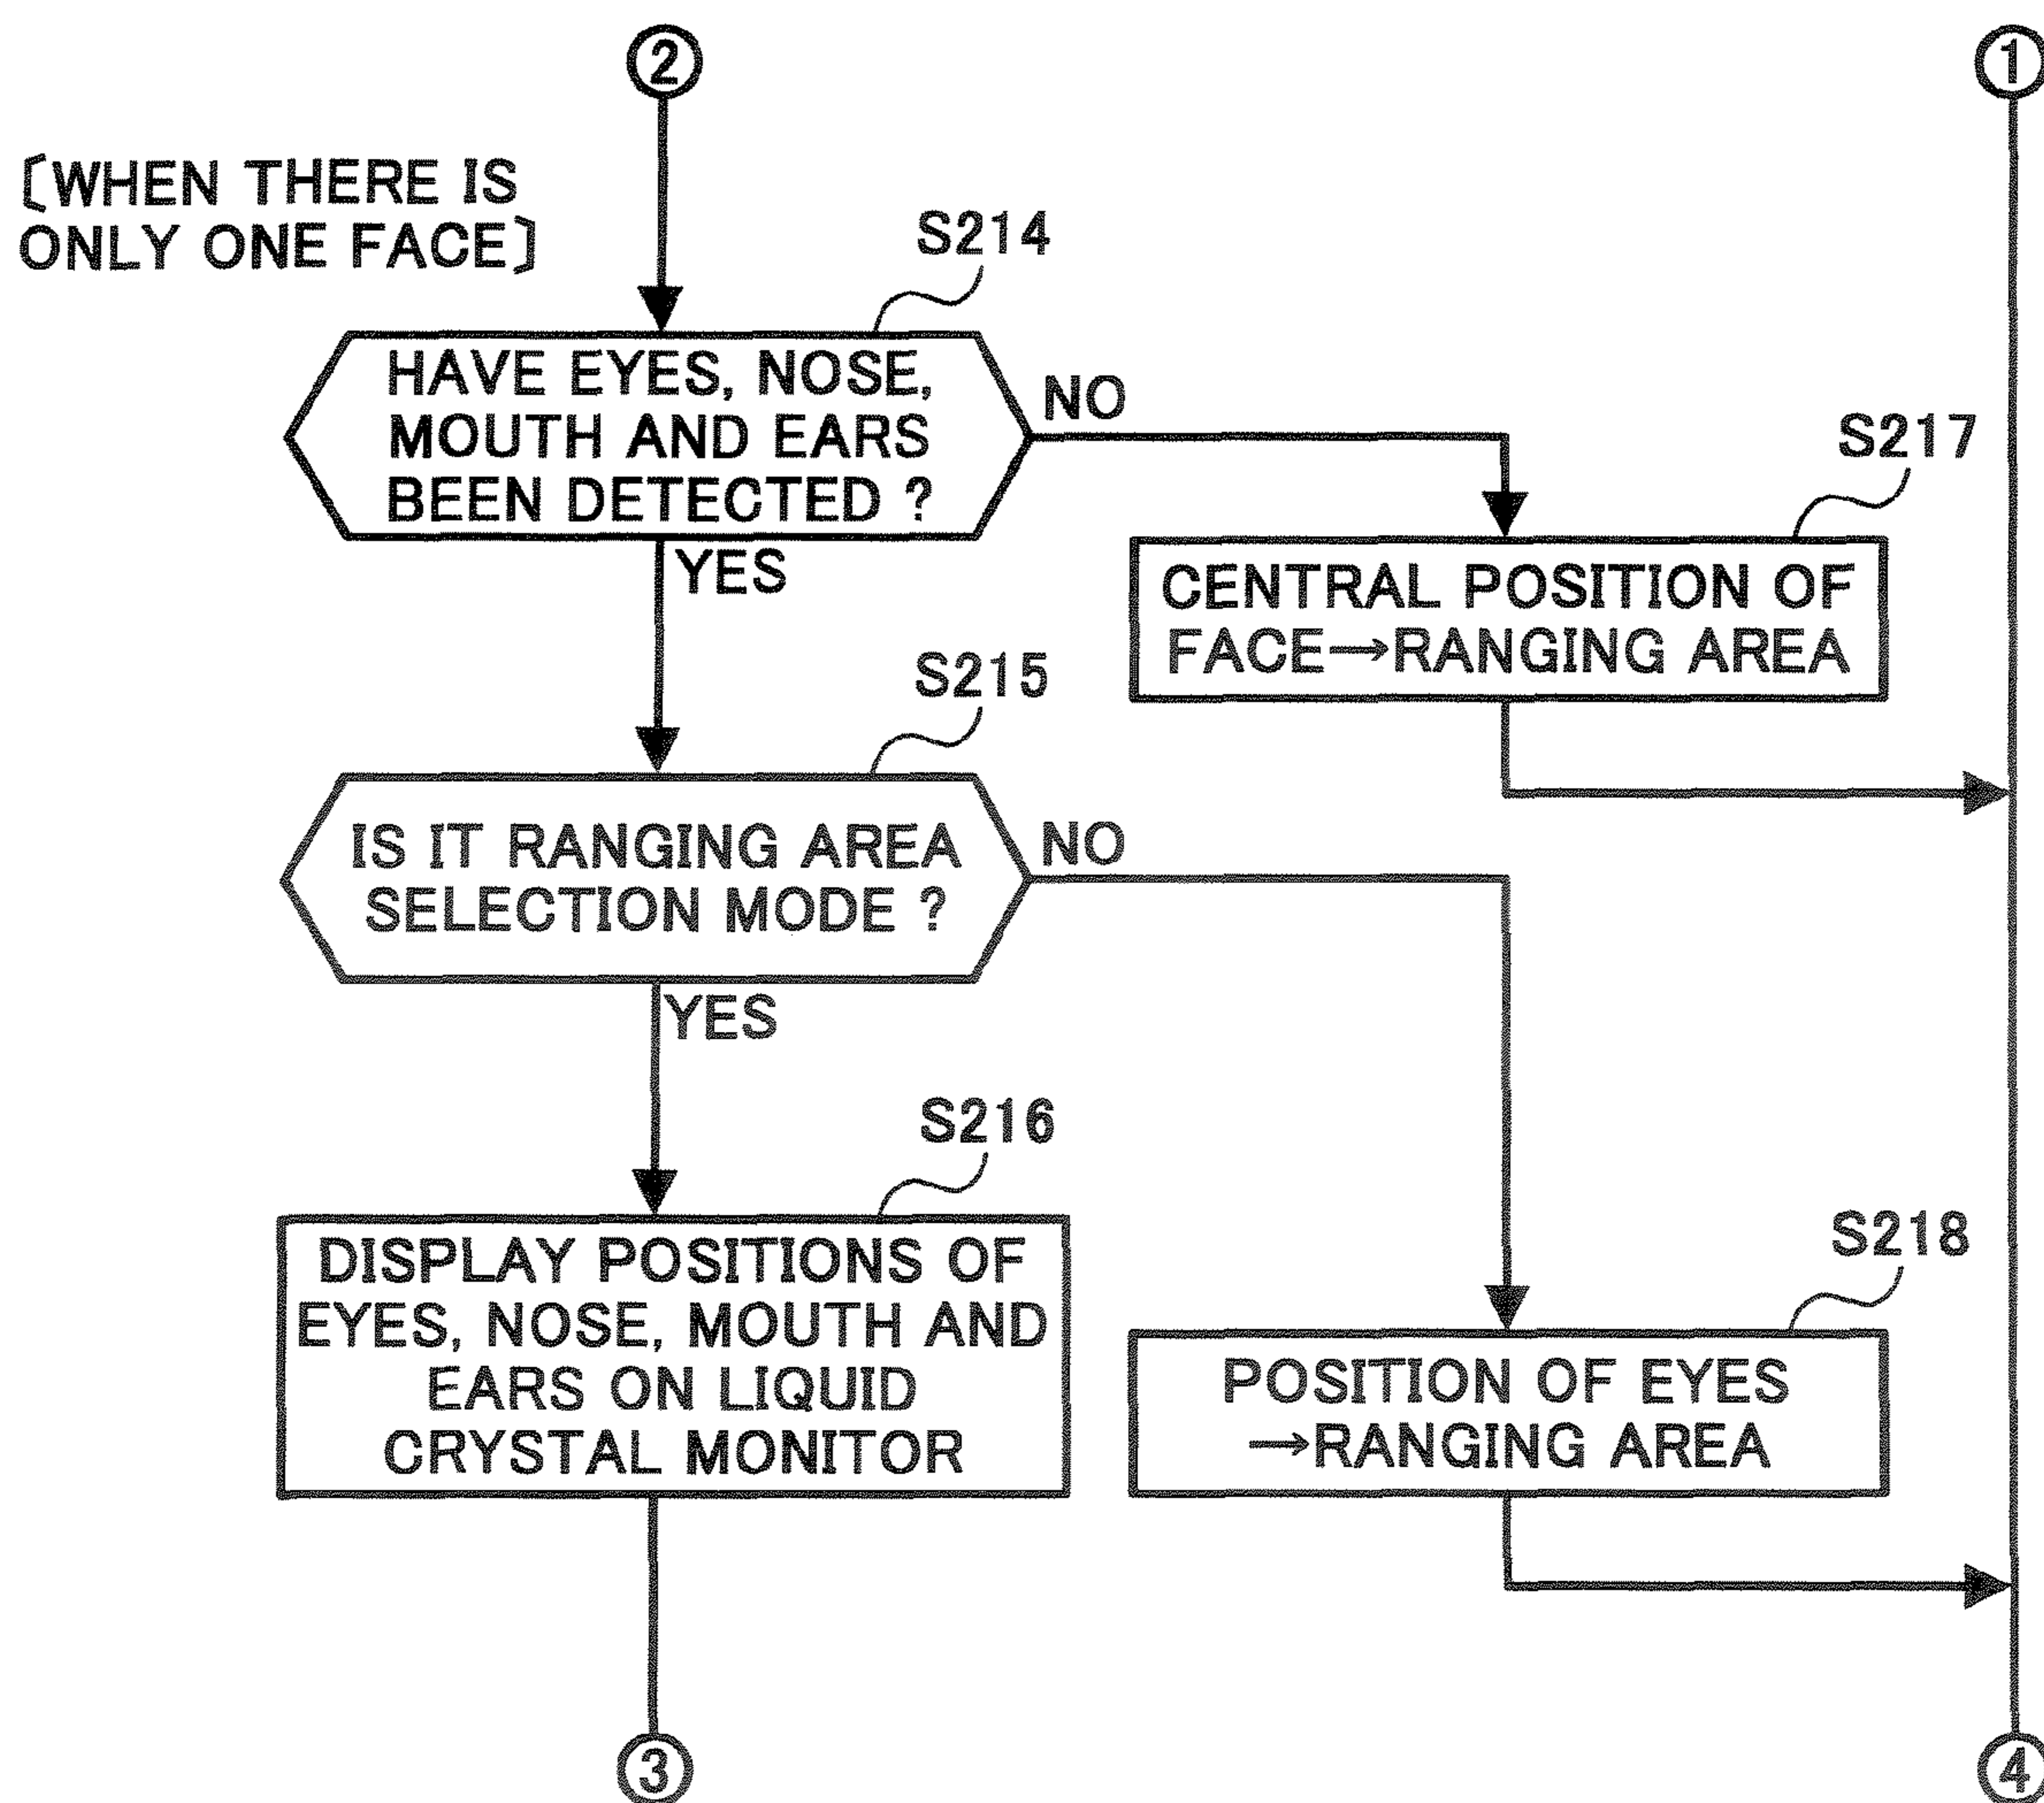 ②
①
〔WHEN THERE IS
ONLY ONE FACE〕
S214
HAVE EYES, NOSE,
MOUTH AND EARS
BEEN DETECTED ?
NO
YES
S217
CENTRAL POSITION OF
FACE→RANGING AREA
S215
IS IT RANGING AREA
SELECTION MODE ?
NO
YES
S216
DISPLAY POSITIONS OF
EYES, NOSE, MOUTH AND
EARS ON LIQUID
CRYSTAL MONITOR
S218
POSITION OF EYES
→RANGING AREA
③
④